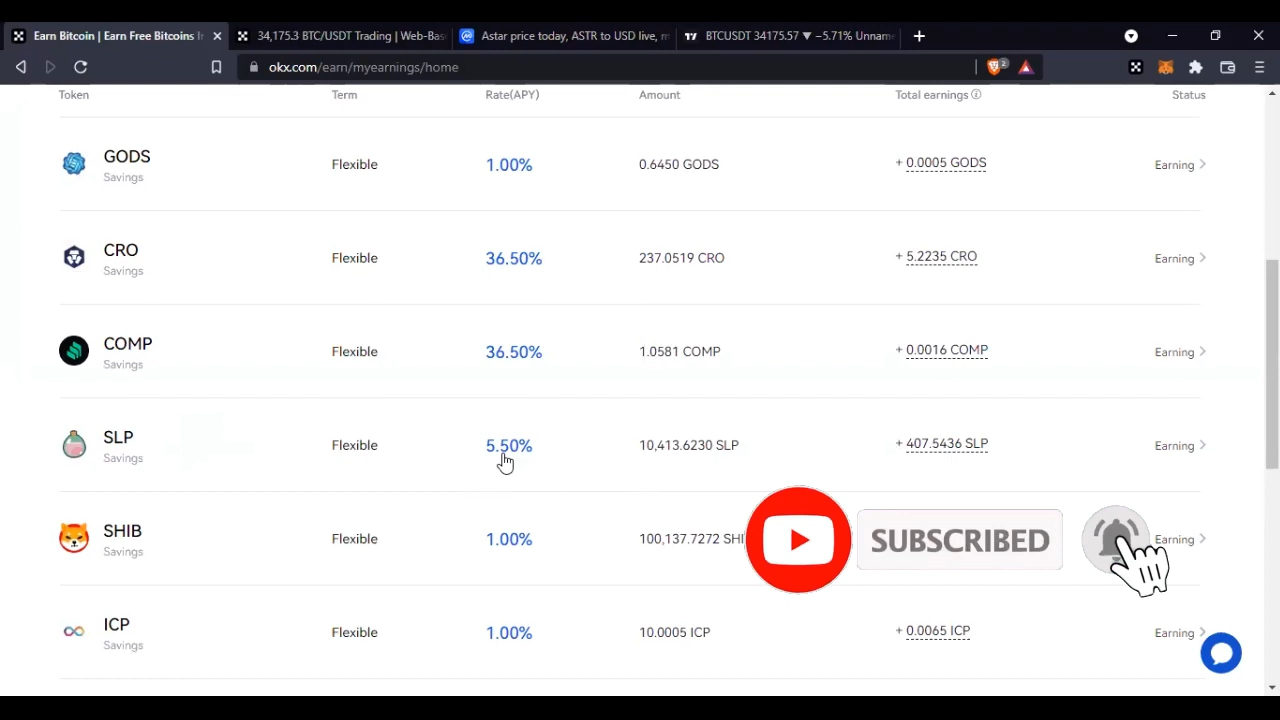 Earn Bitcoin | Earn Free Bitcoins I
34,175.3 BTC/USDT Trading | Web-Bas
Astar price today, ASTR to USD live, m
BTCUSDT 34175.57 ▼ −5.71% Unnam
okx.com/earn/myearnings/home
2
Token Term Rate(APY) Amount Total earnings Status
GODS
Savings
Flexible 1.00% 0.6450 GODS + 0.0005 GODS Earning
CRO
Savings
Flexible 36.50% 237.0519 CRO + 5.2235 CRO Earning
COMP
Savings
Flexible 36.50% 1.0581 COMP + 0.0016 COMP Earning
SLP
Savings
Flexible 5.50% 10,413.6230 SLP + 407.5436 SLP Earning
SHIB
Savings
Flexible 1.00% 100,137.7272 SHI Earning
SUBSCRIBED
ICP
Savings
Flexible 1.00% 10.0005 ICP + 0.0065 ICP Earning